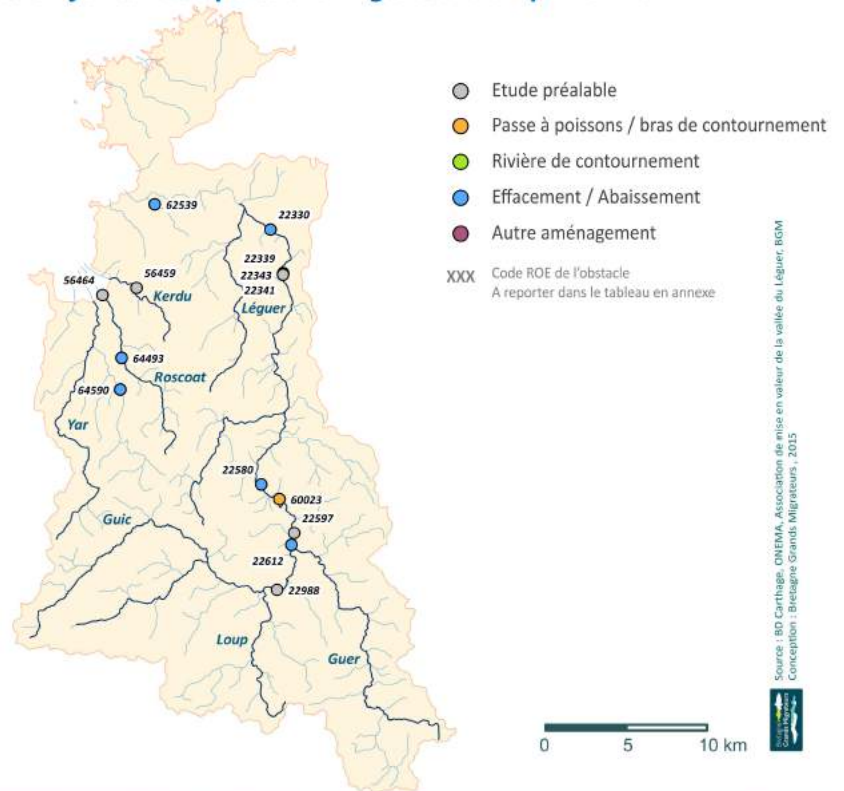 Etude préalable
Passe à poissons / bras de contournement
Rivière de contournement
Effacement / Abaissement
Autre aménagement
XXX Code ROE de l'obstacle
A reporter dans le tableau en annexe
62539
22330
22339
22343
22341
56464
56459
Kerdu
Léguer
64493
Roscoat
64590
Yar
22580
60023
Guic
22597
22612
22988
Loup
Guer
0 5 10 km
Source : BD Carthage, ONEMA, Association de mise en valeur de la vallée du Léguer, BGM
Conception : Bretagne Grands Migrateurs , 2015
Bretagne
Grands Migrateurs